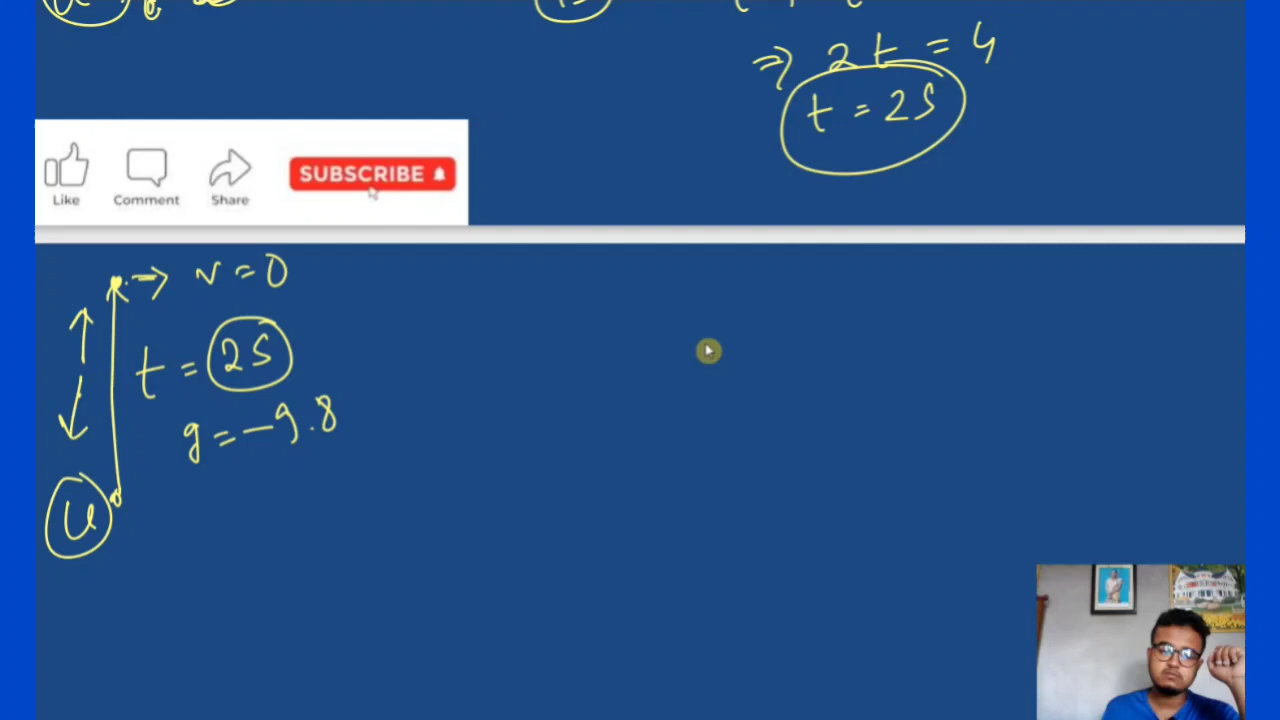 ⇒ 2t = 4
t = 2s
Like Comment Share SUBSCRIBE
→ v = 0
t = 2s
g = -9.8
u